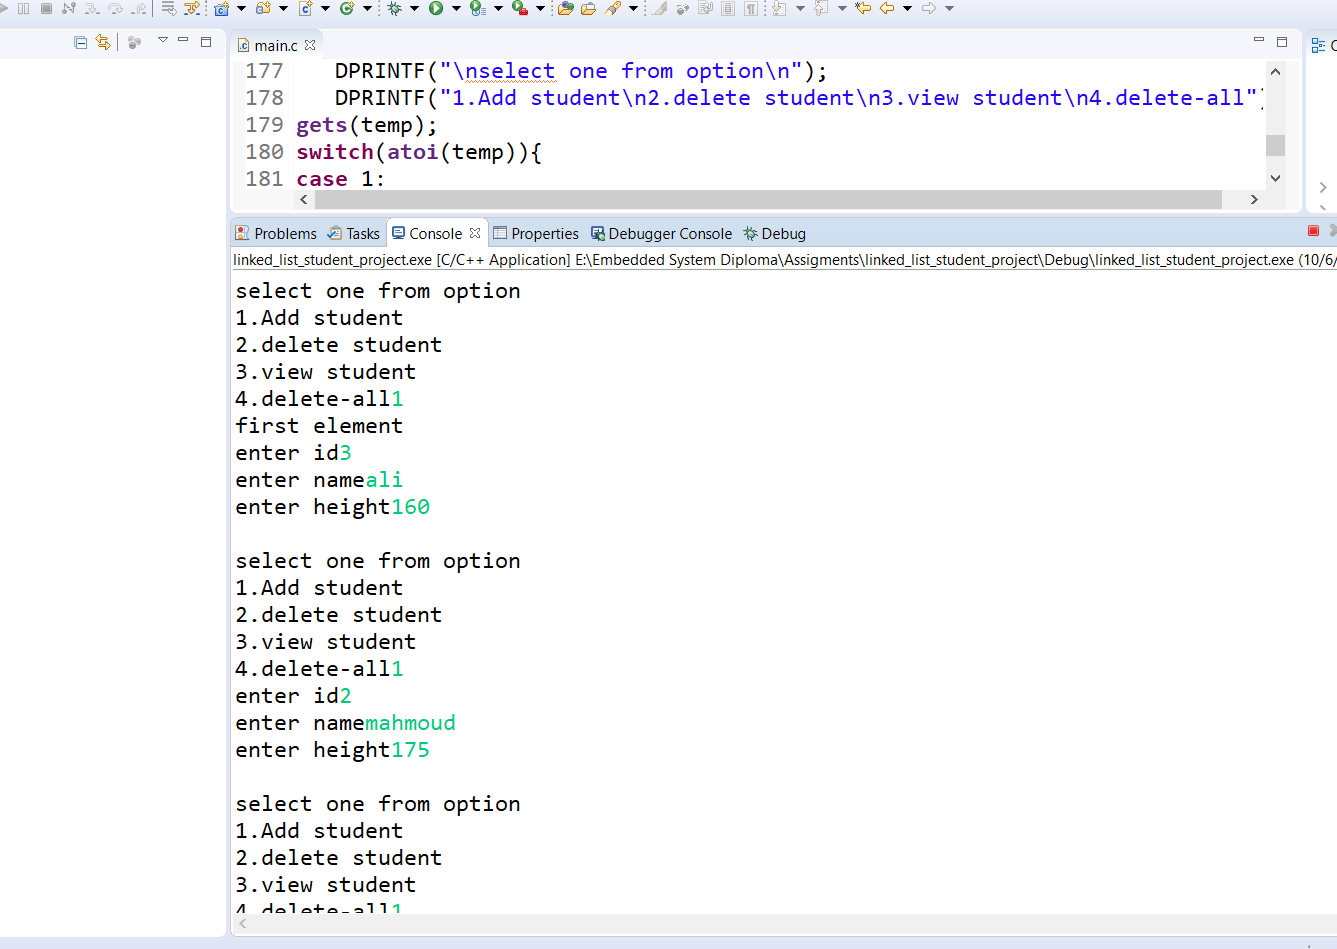 main.c
177 DPRINTF("\nselect one from option\n");
178 DPRINTF("1.Add student\n2.delete student\n3.view student\n4.delete-all"
179 gets(temp);
180 switch(atoi(temp)){
181 case 1:
Problems Tasks Console Properties Debugger Console Debug
linked_list_student_project.exe [C/C++ Application] E:\Embedded System Diploma\Assigments\linked_list_student_project\Debug\linked_list_student_project.exe (10/6/
select one from option
1.Add student
2.delete student
3.view student
4.delete-all1
first element
enter id3
enter nameali
enter height160
select one from option
1.Add student
2.delete student
3.view student
4.delete-all1
enter id2
enter namemahmoud
enter height175
select one from option
1.Add student
2.delete student
3.view student
4.delete-all1